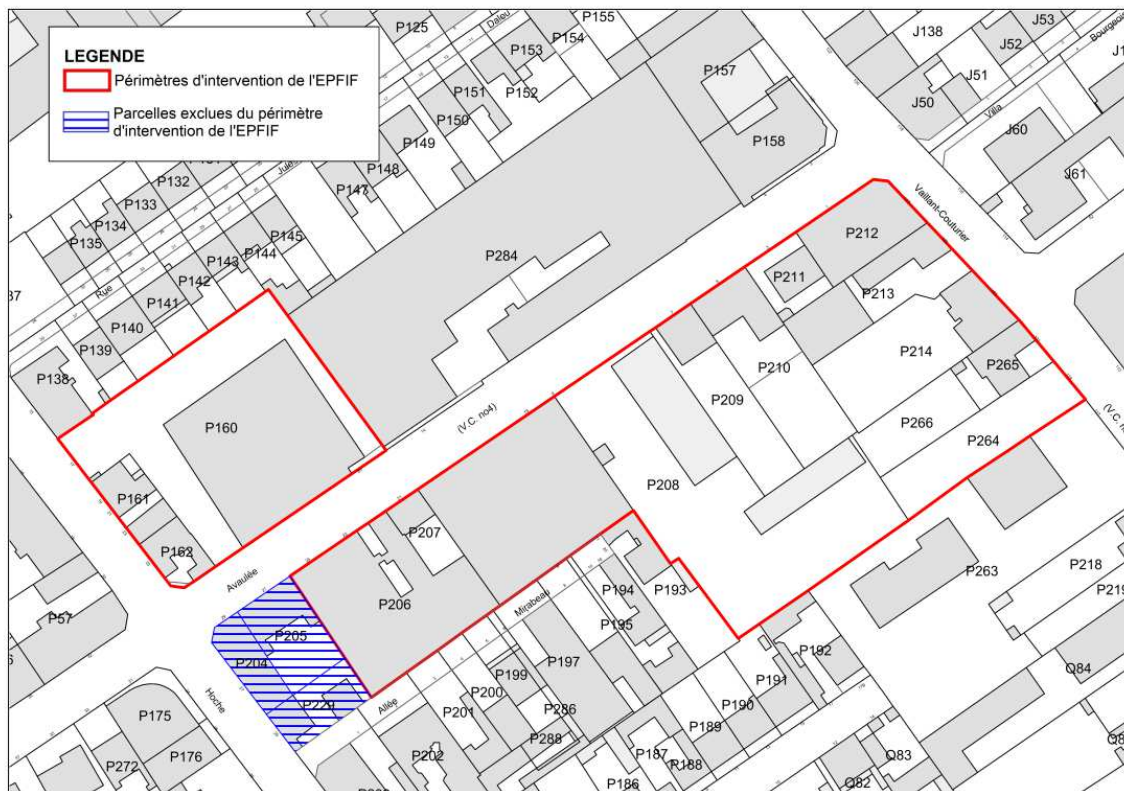 LEGENDE
Périmètres d'intervention de l'EPFIF
Parcelles exclues du périmètre
d'intervention de l'EPFIF
P125
Dalou
P153
P154
P155
P152
P151
P150
P149
P148
P147
Jules
P157
P158
J138
J53
J52
J51
J50
Bourgeois
Villa
J60
J61
P132
P133
P134
P135
P145
P144
P143
P142
P141
P140
P139
P138
Rue
P284
Vaillant-Couturier
P212
P211
P213
P214
P265
P210
P209
P266
P264
(V.C. no4)
P160
P161
P162
P208
P207
P206
Avaulée
P205
P204
P229
P57
Hoche
P175
P176
P272
Mirabeau
P194
P193
P195
P197
P199
P200
P201
P202
P286
P288
P192
P191
P190
P189
P188
P187
P186
P263
P218
P219
Q84
Q83
Q82